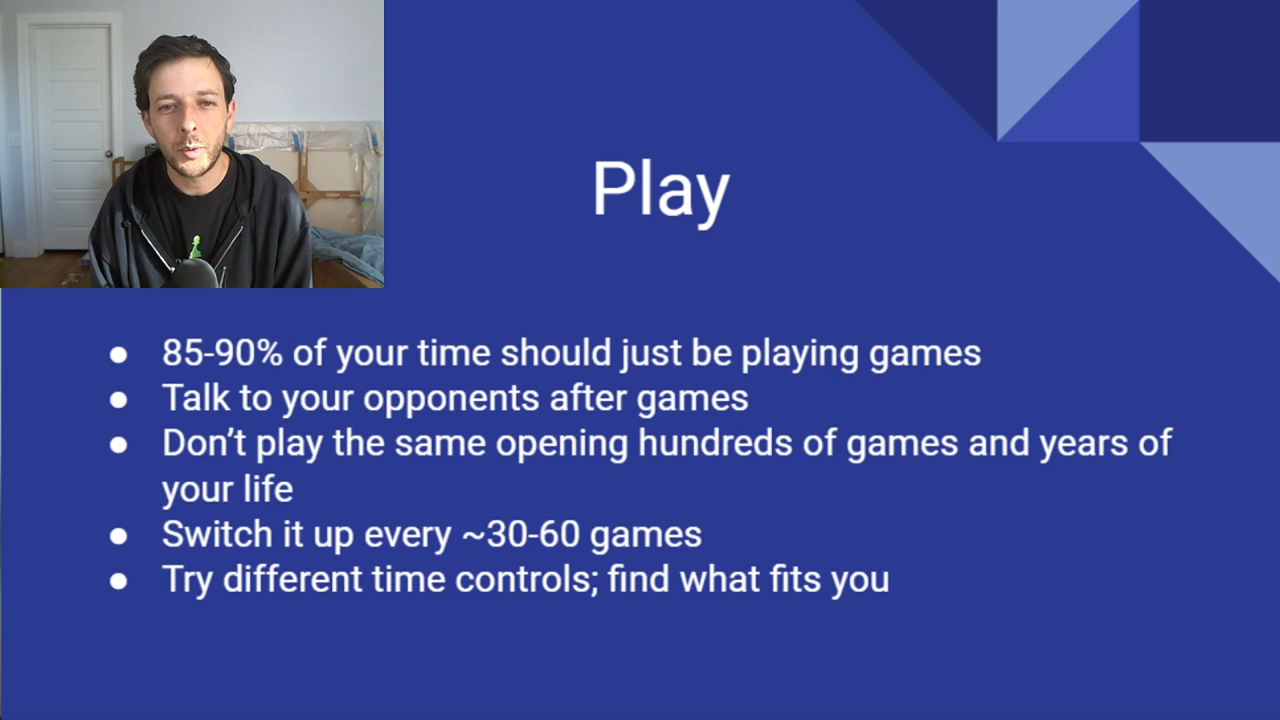 Play
● 85-90% of your time should just be playing games
● Talk to your opponents after games
● Don’t play the same opening hundreds of games and years of
your life
● Switch it up every ~30-60 games
● Try different time controls; find what fits you